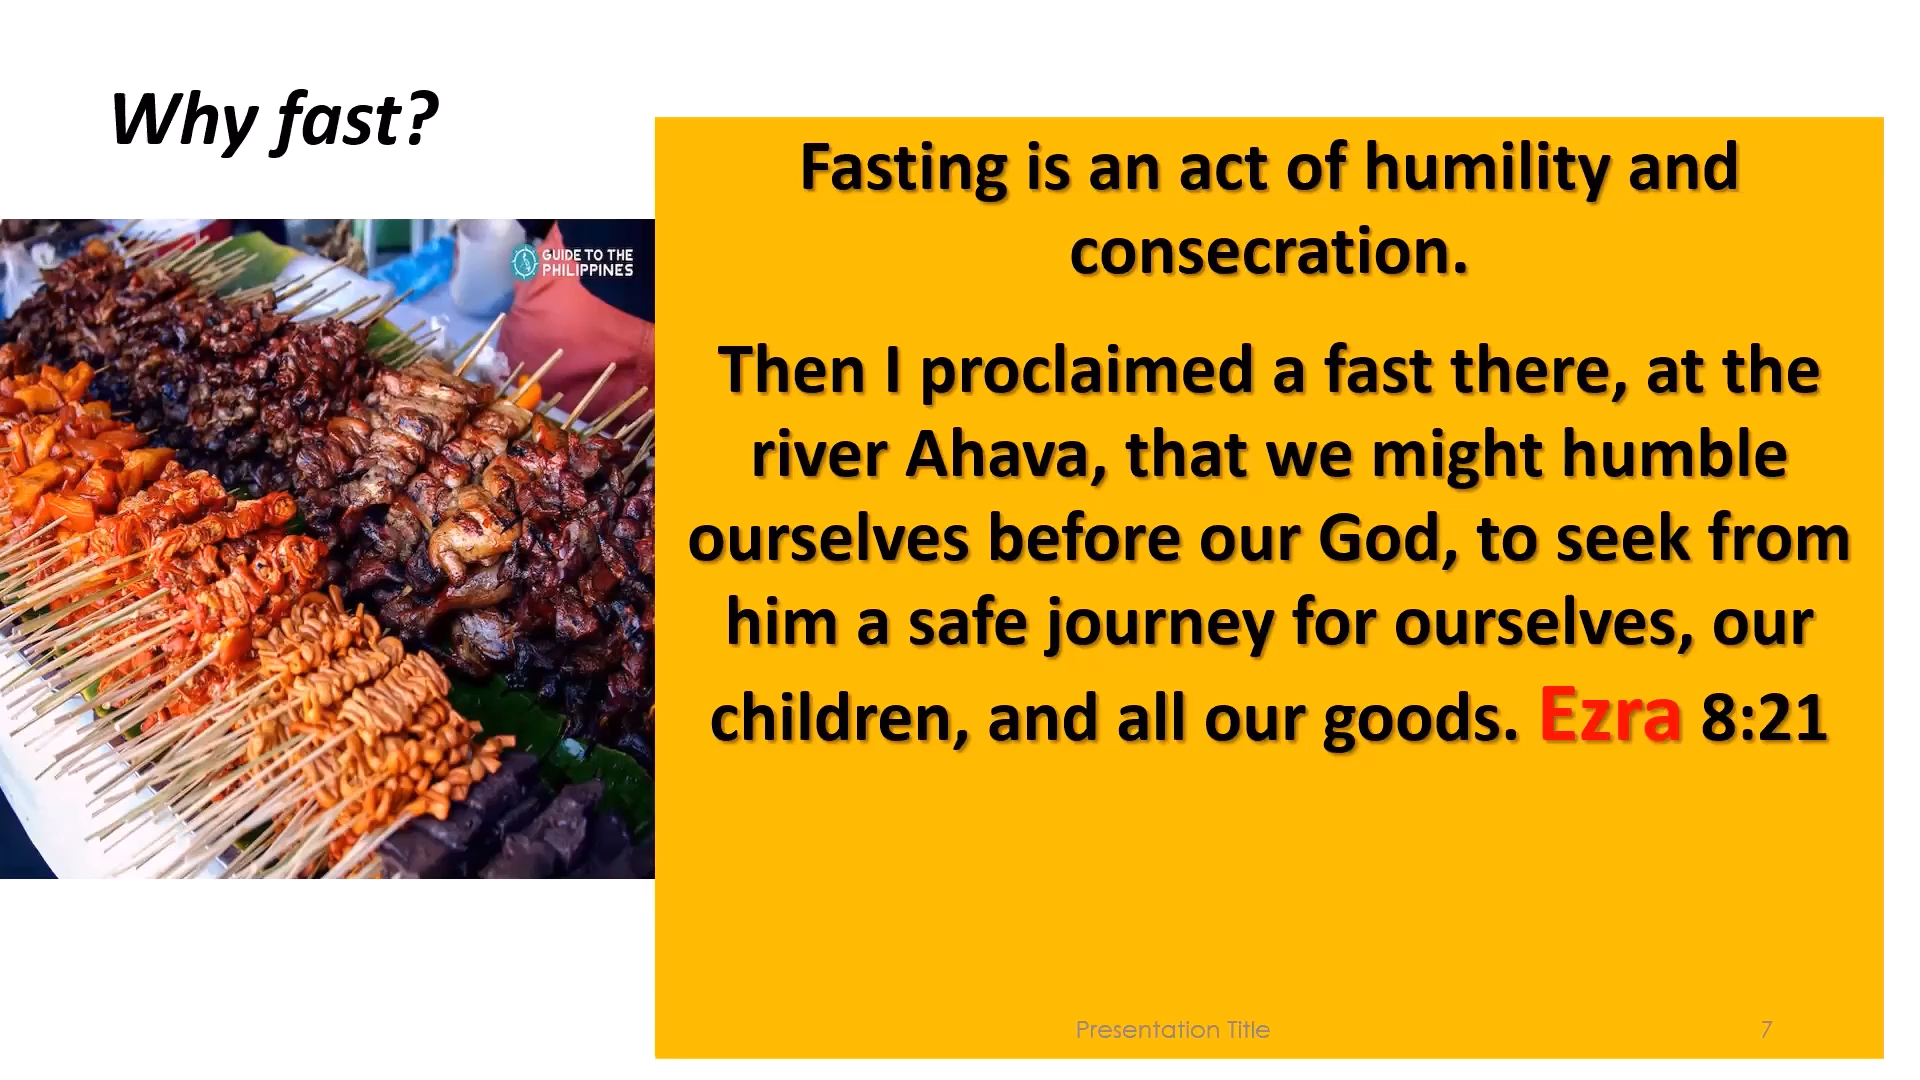 Why fast?
GUIDE TO THE
PHILIPPINES
Fasting is an act of humility and
consecration.
Then I proclaimed a fast there, at the
river Ahava, that we might humble
ourselves before our God, to seek from
him a safe journey for ourselves, our
children, and all our goods. Ezra 8:21
Presentation Title
7